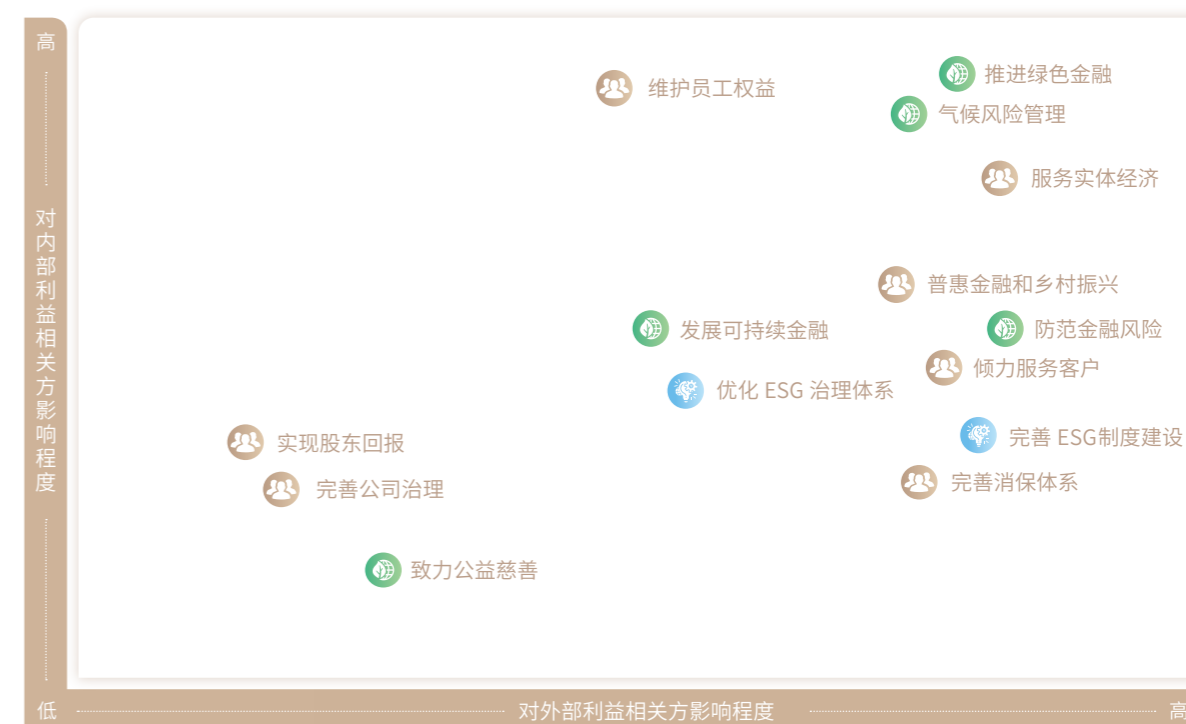 高
对内部利益相关方影响程度
低
维护员工权益
推进绿色金融
气候风险管理
服务实体经济
普惠金融和乡村振兴
发展可持续金融
防范金融风险
倾力服务客户
优化 ESG 治理体系
完善 ESG制度建设
实现股东回报
完善消保体系
完善公司治理
致力公益慈善
对外部利益相关方影响程度
高